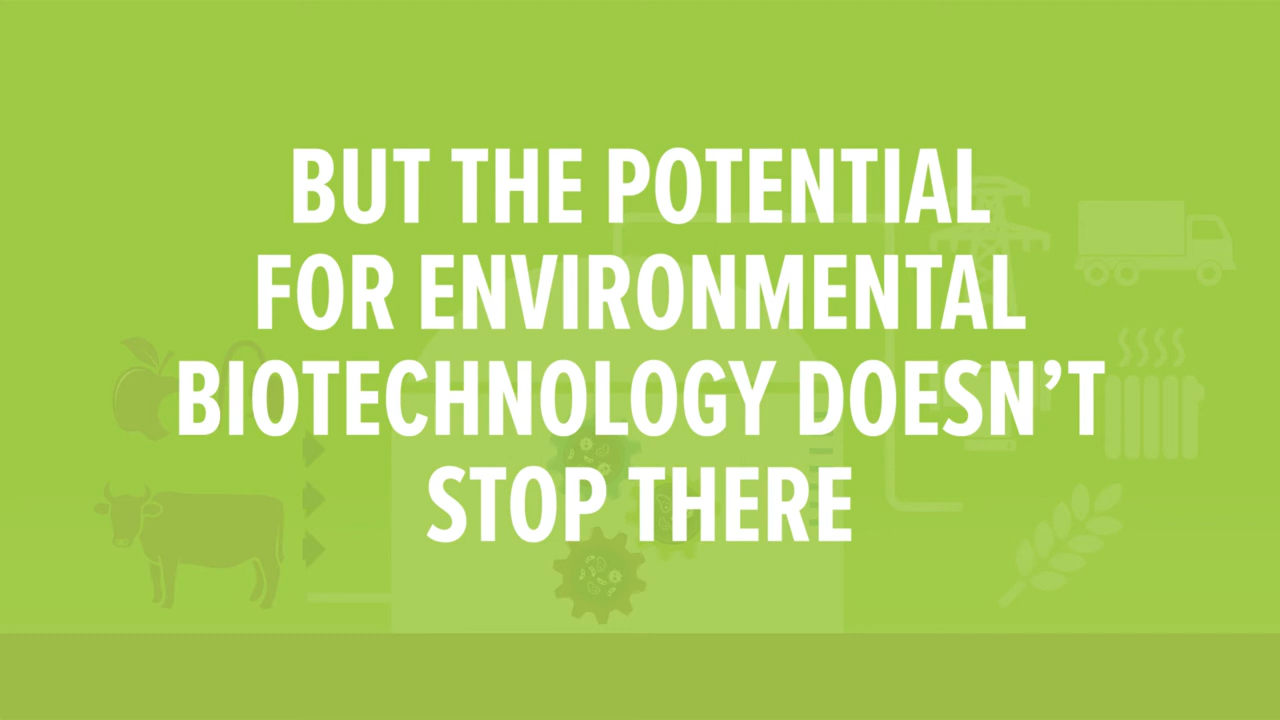 BUT THE POTENTIAL
FOR ENVIRONMENTAL
BIOTECHNOLOGY DOESN’T
STOP THERE